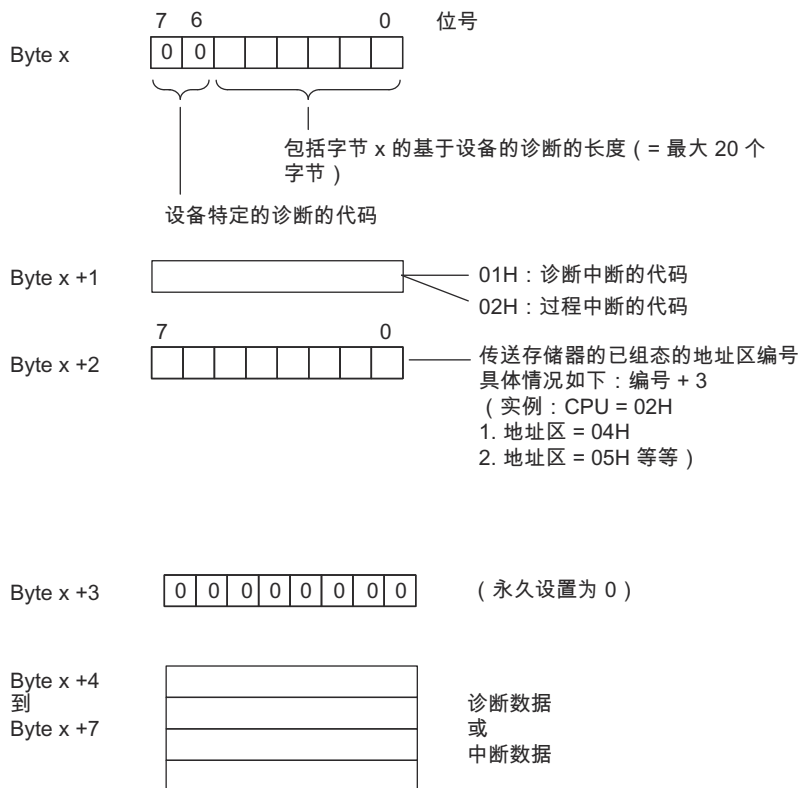 7 6 0 位号
Byte x 0 0
包括字节 x 的基于设备的诊断的长度（= 最大 20 个
字节）
设备特定的诊断的代码
Byte x +1
01H：诊断中断的代码
02H：过程中断的代码
7 0
Byte x +2
传送存储器的已组态的地址区编号
具体情况如下：编号 + 3
（实例：CPU = 02H
1. 地址区 = 04H
2. 地址区 = 05H 等等）
Byte x +3 0 0 0 0 0 0 0 0 （永久设置为 0）
Byte x +4
到
Byte x +7
诊断数据
或
中断数据